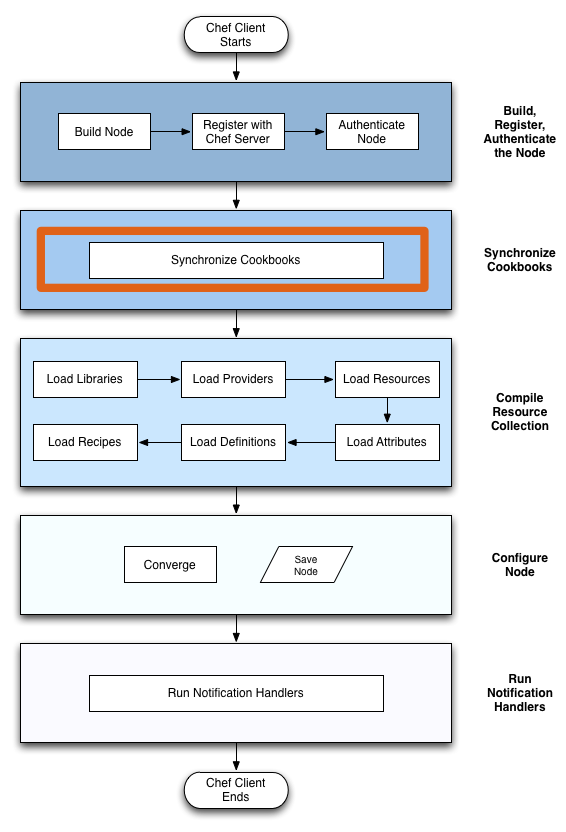 Chef Client
Starts
Build Node
Register with
Chef Server
Authenticate
Node
Build,
Register,
Authenticate
the Node
Synchronize Cookbooks
Synchronize
Cookbooks
Load Libraries
Load Providers
Load Resources
Load Recipes
Load Definitions
Load Attributes
Compile
Resource
Collection
Converge
Save
Node
Configure
Node
Run Notification Handlers
Run
Notification
Handlers
Chef Client
Ends